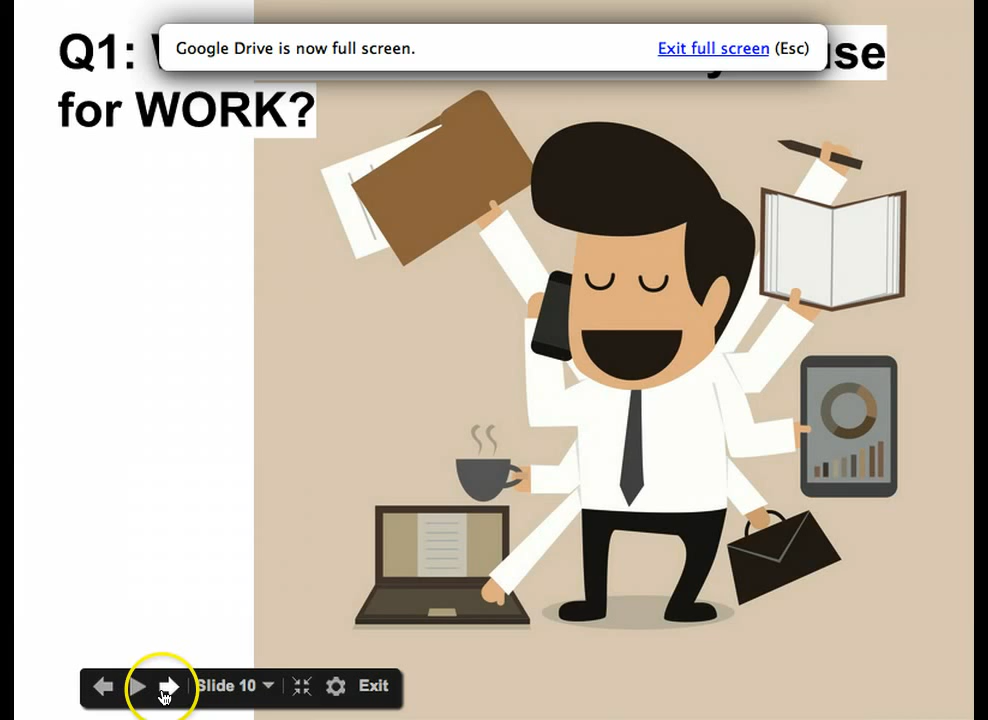 Q1: use
for WORK?
Google Drive is now full screen. Exit full screen (Esc)
Slide 10 Exit